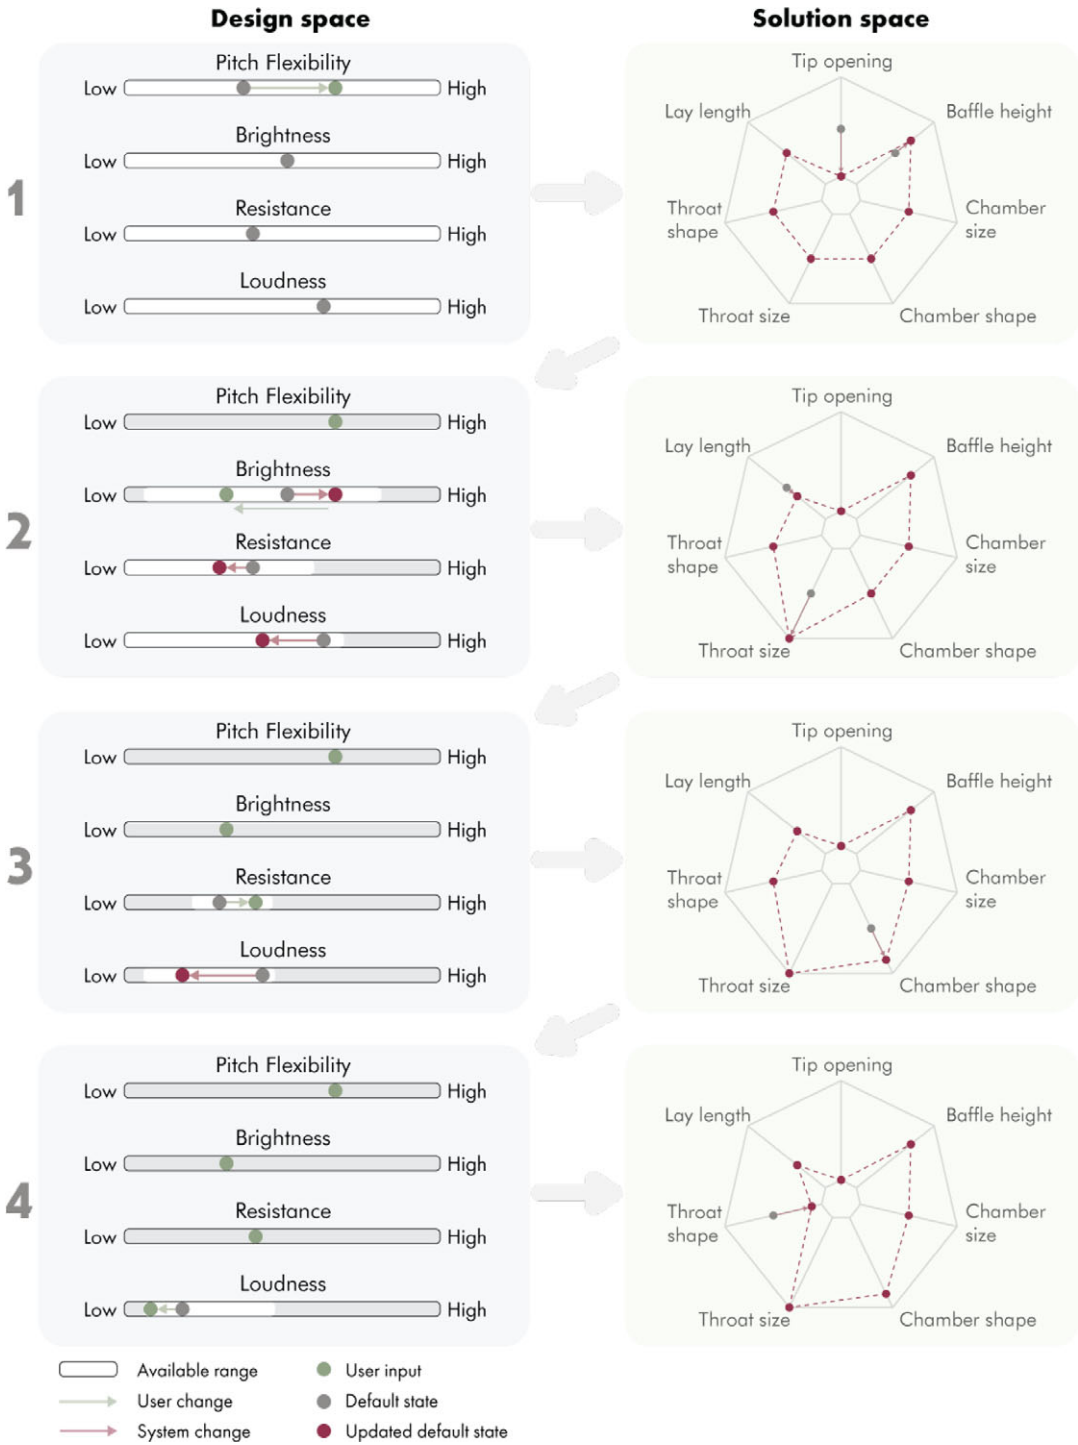 Design space
Solution space
1
Pitch Flexibility
Low
High
Brightness
Low
High
Resistance
Low
High
Loudness
Low
High
Tip opening
Lay length
Baffle height
Throat
shape
Chamber
size
Throat size
Chamber shape
2
Pitch Flexibility
Low
High
Brightness
Low
High
Resistance
Low
High
Loudness
Low
High
Tip opening
Lay length
Baffle height
Throat
shape
Chamber
size
Throat size
Chamber shape
3
Pitch Flexibility
Low
High
Brightness
Low
High
Resistance
Low
High
Loudness
Low
High
Tip opening
Lay length
Baffle height
Throat
shape
Chamber
size
Throat size
Chamber shape
4
Pitch Flexibility
Low
High
Brightness
Low
High
Resistance
Low
High
Loudness
Low
High
Tip opening
Lay length
Baffle height
Throat
shape
Chamber
size
Throat size
Chamber shape
Available range
User change
System change
User input
Default state
Updated default state